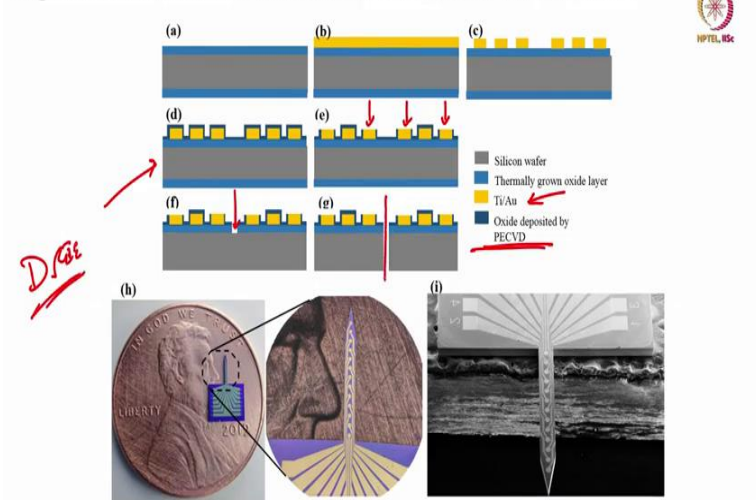 NPTEL, IISc
(a)
(b)
(c)
(d)
(e)
Silicon wafer
Thermally grown oxide layer
Ti/Au
Oxide deposited by
PECVD
(f)
(g)
(h)
(i)
IN GOD WE TRUST
LIBERTY